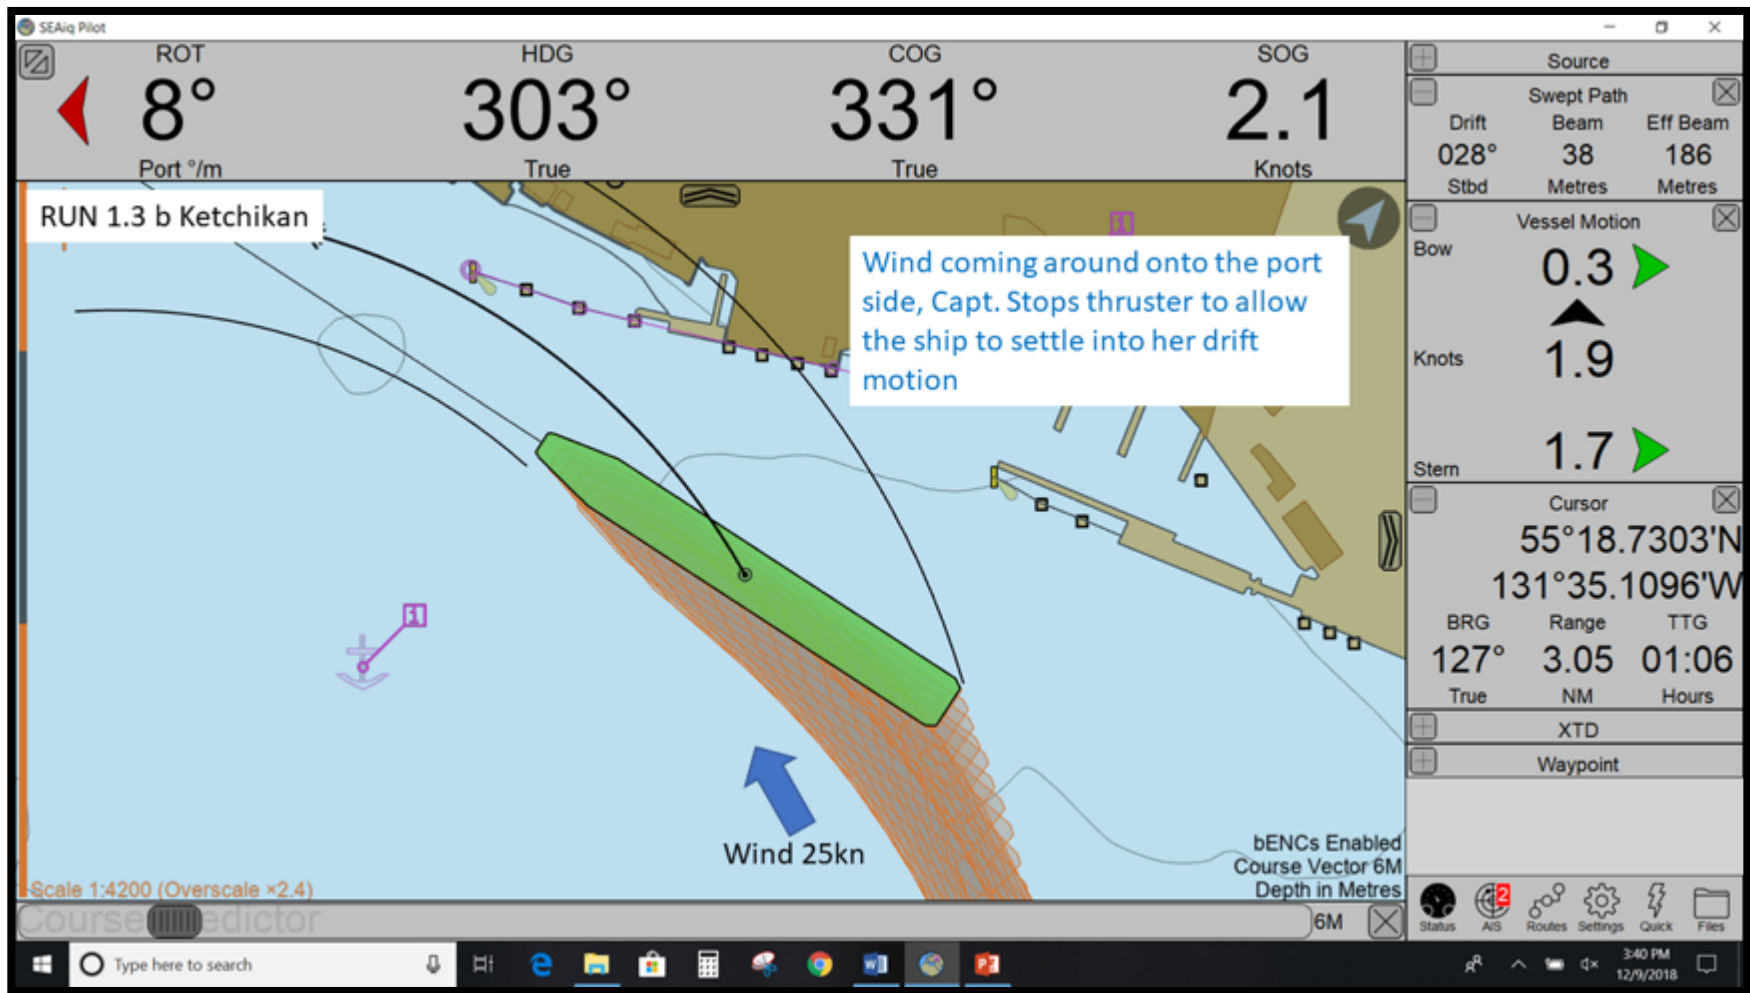 SEAiq Pilot
ROT
HDG
COG
SOG
8°
303°
331°
2.1
Port °/m
True
True
Knots
RUN 1.3 b Ketchikan
Wind coming around onto the port
side, Capt. Stops thruster to allow
the ship to settle into her drift
motion
1
1
Wind 25kn
bENCs Enabled
Course Vector 6M
Depth in Metres
Scale 1:4200 (Overscale ×2.4)
Course edictor
6M
Source
Swept Path
Drift
Beam
Eff Beam
028°
38
186
Stbd
Metres
Metres
Vessel Motion
Bow
0.3
Knots
1.9
Stern
1.7
Cursor
55°18.7303'N
131°35.1096'W
BRG
Range
TTG
127°
3.05
01:06
True
NM
Hours
XTD
Waypoint
2
Status
AIS
Routes
Settings
Quick
Files
Type here to search
3:40 PM
12/9/2018